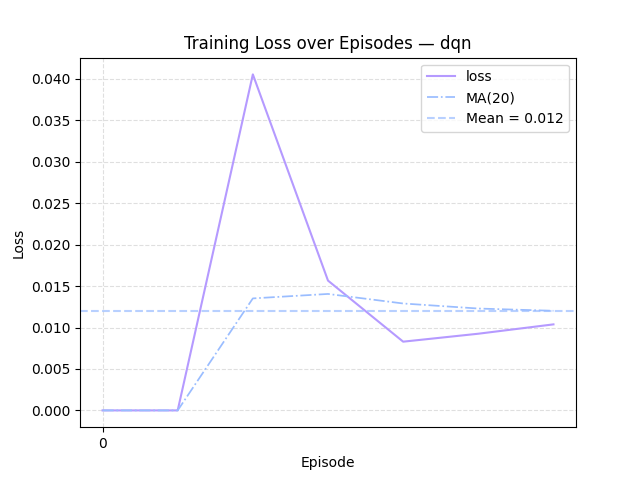 Training Loss over Episodes — dqn
loss
MA(20)
Mean = 0.012
0.040
0.035
0.030
0.025
0.020
0.015
0.010
0.005
0.000
Loss
0
Episode